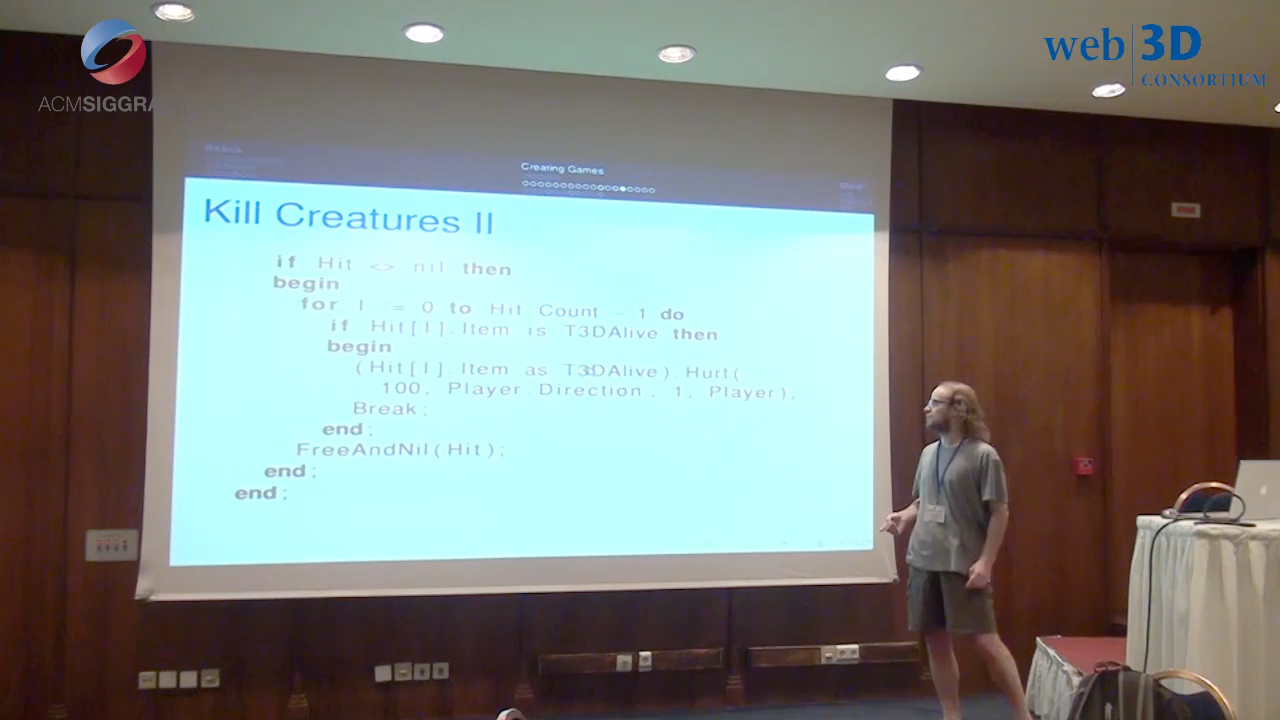 ACMSIGGRA
web 3D
CONSORTIUM
Creating Games
Kill Creatures II
if Hit <> nil then
begin
for I := 0 to Hit.Count - 1 do
if Hit[I].Item is T3DAlive then
begin
(Hit[I].Item as T3DAlive).Hurt(
100, Player.Direction, 1, Player);
Break;
end;
FreeAndNil(Hit);
end;
end;